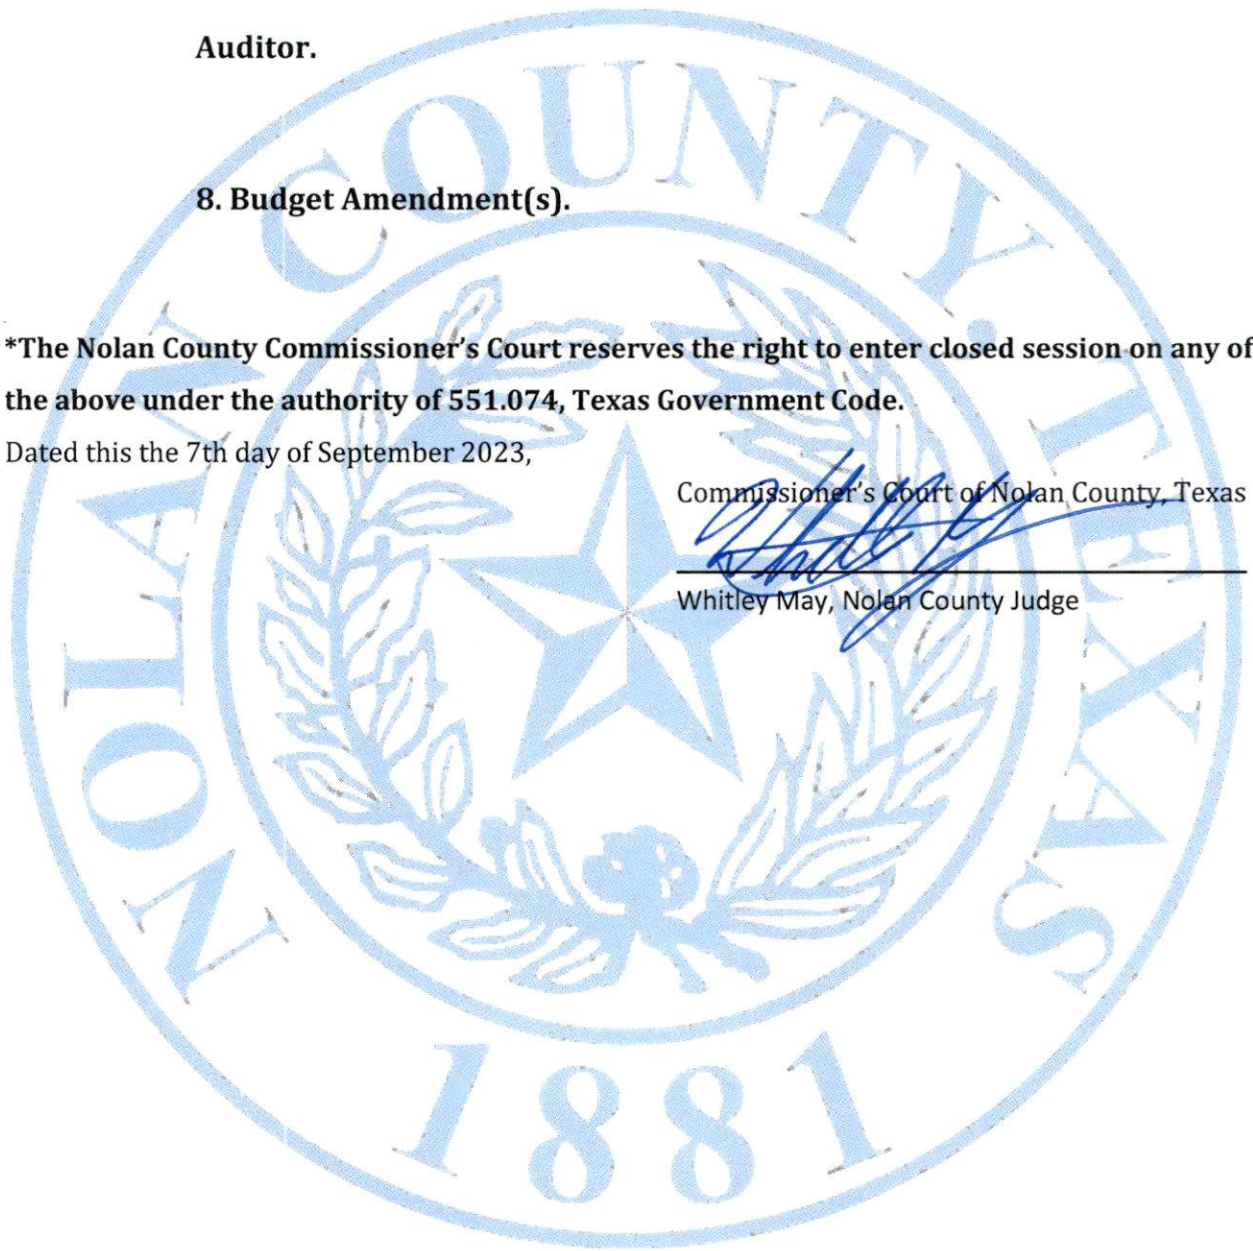 Auditor.
8. Budget Amendment(s).
*The Nolan County Commissioner's Court reserves the right to enter closed session on any of
the above under the authority of 551.074, Texas Government Code.
Dated this the 7th day of September 2023,
Commissioner's Court of Nolan County, Texas
Whitley May, Nolan County Judge
NOLAN COUNTY, TEXAS
1881